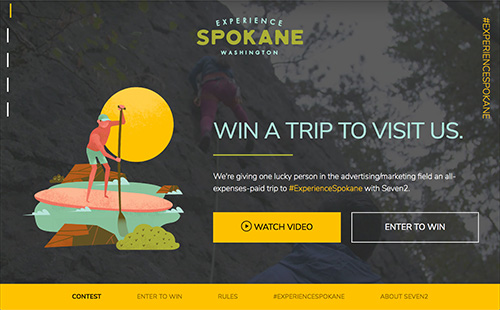 EXPERIENCE
SPOKANE
WASHINGTON
#EXPERIENCESPOKANE
WIN A TRIP TO VISIT US.
We're giving one lucky person in the advertising/marketing field an all-
expenses-paid trip to #ExperienceSpokane with Seven2.
WATCH VIDEO
ENTER TO WIN
CONTEST
ENTER TO WIN
RULES
#EXPERIENCESPOKANE
ABOUT SEVEN2